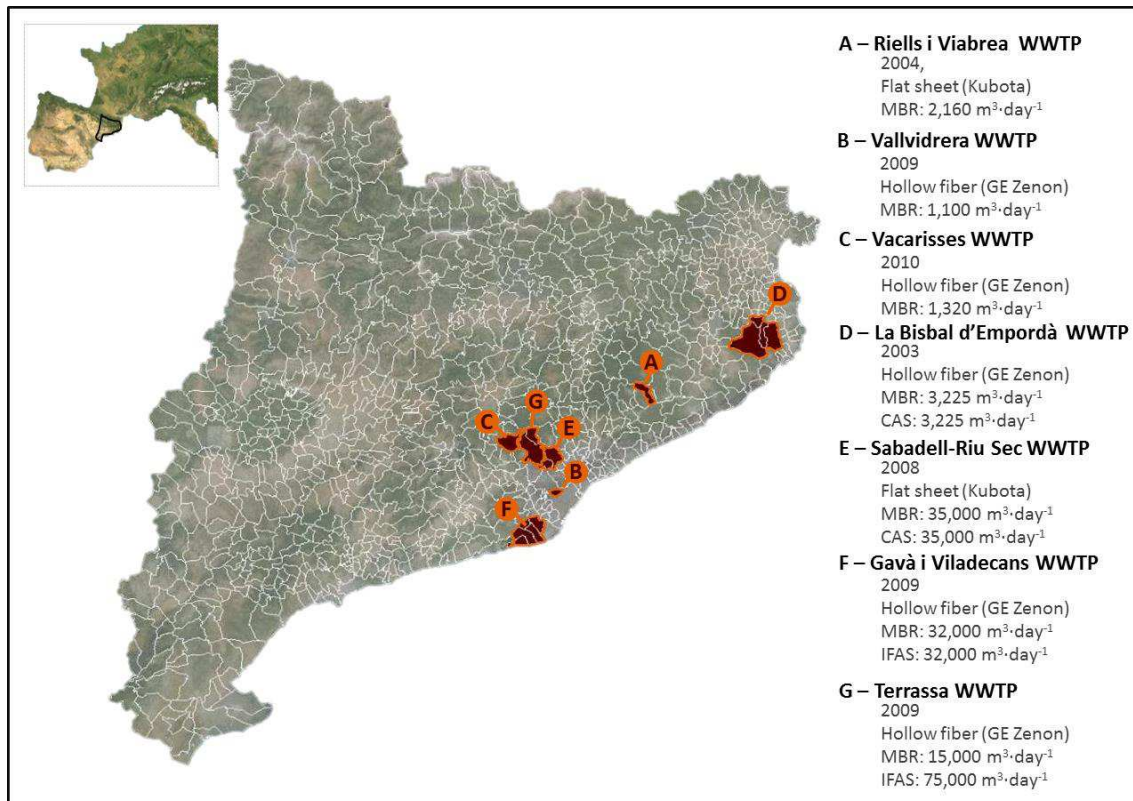 A – Riells i Viabrea WWTP
2004,
Flat sheet (Kubota)
MBR: 2,160 m³·day⁻¹
B – Vallvidrera WWTP
2009
Hollow fiber (GE Zenon)
MBR: 1,100 m³·day⁻¹
C – Vacarisses WWTP
2010
Hollow fiber (GE Zenon)
MBR: 1,320 m³·day⁻¹
D – La Bisbal d’Empordà WWTP
2003
Hollow fiber (GE Zenon)
MBR: 3,225 m³·day⁻¹
CAS: 3,225 m³·day⁻¹
E – Sabadell-Riu Sec WWTP
2008
Flat sheet (Kubota)
MBR: 35,000 m³·day⁻¹
CAS: 35,000 m³·day⁻¹
F – Gavà i Viladecans WWTP
2009
Hollow fiber (GE Zenon)
MBR: 32,000 m³·day⁻¹
IFAS: 32,000 m³·day⁻¹
G – Terrassa WWTP
2009
Hollow fiber (GE Zenon)
MBR: 15,000 m³·day⁻¹
IFAS: 75,000 m³·day⁻¹
D
A
G
C
E
B
F